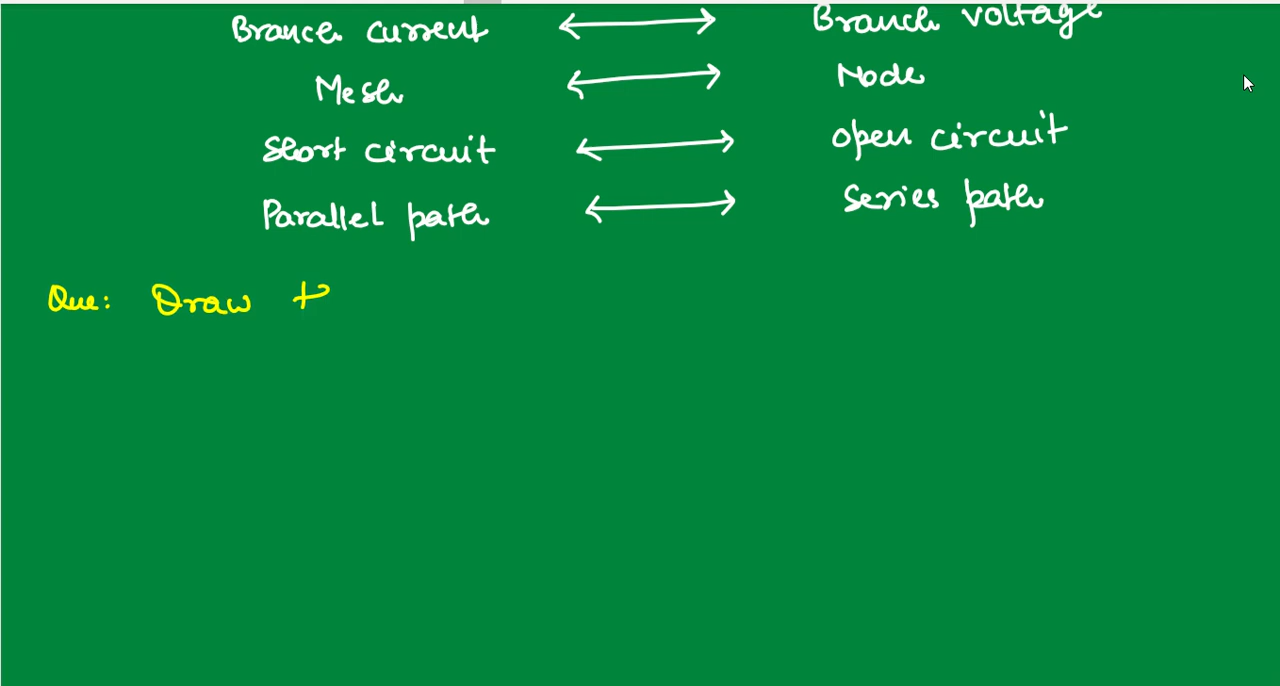 Branch current ⟷ Branch voltage
Mesh ⟷ Node
Short circuit ⟷ open circuit
Parallel path ⟷ Series path
Que: Draw